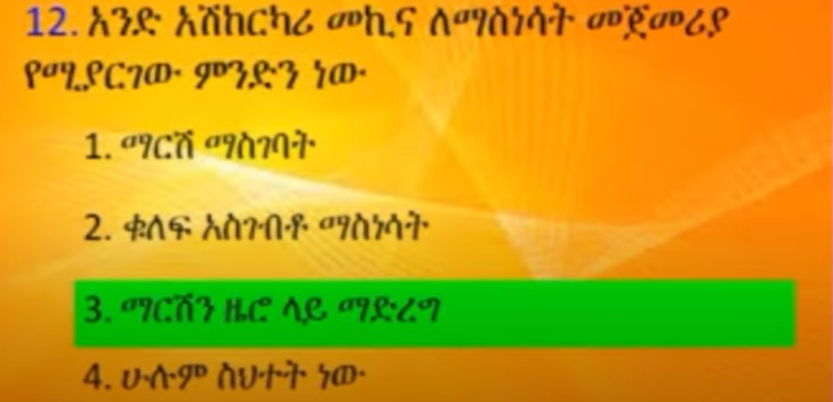 12. አንድ አሽከርካሪ መኪና ለማስነሳት መጀመሪያ
የሚያርገው ምንድን ነው
1. ማርሽ ማስገባት
2. ቁለፍ አስገብቶ ማስነሳት
3. ማርሽን ዜሮ ላይ ማድረግ
4. ሁሉም ስህተት ነው